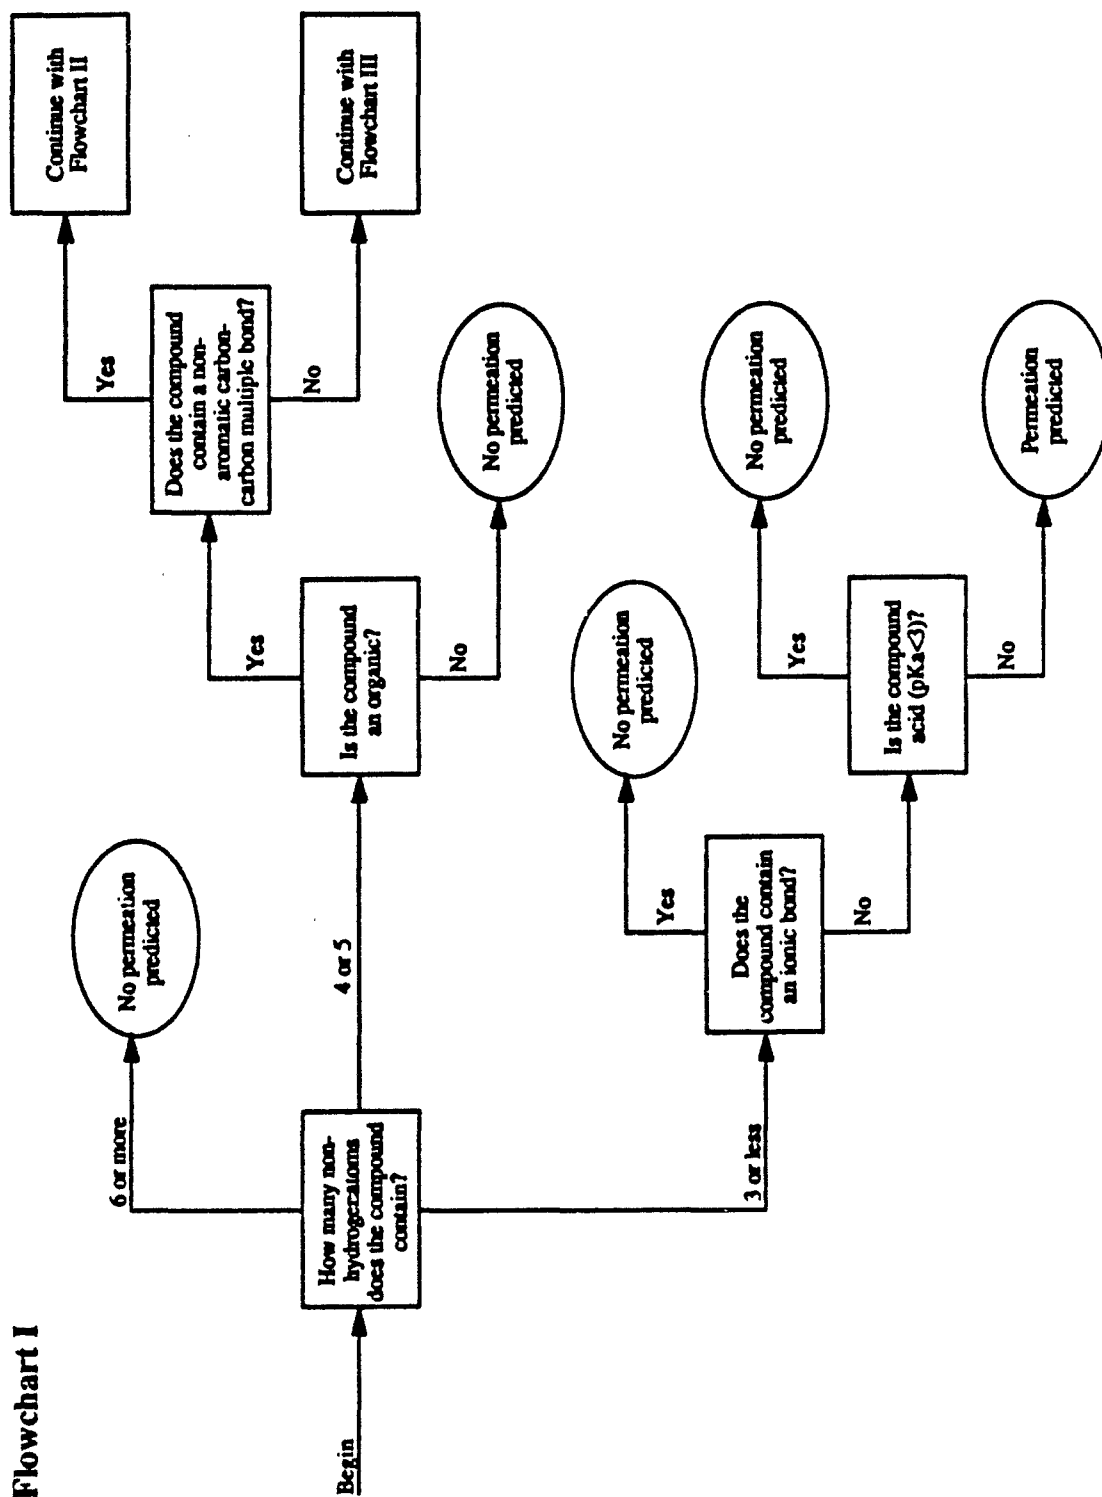 Flowchart I
Begin
How many non-
hydrogeratoms
does the compound
contain?
6 or more
No permeation
predicted
4 or 5
Is the compound
an organic?
Yes
Does the compound
contain a non-
aromatic carbon-
carbon multiple bond?
Yes
Continue with
Flowchart II
No
Continue with
Flowchart III
No
No permeation
predicted
3 or less
Does the
compound contain
an ionic bond?
Yes
No permeation
predicted
No
Is the compound
acid (pKa<3)?
Yes
No permeation
predicted
No
Permeation
predicted